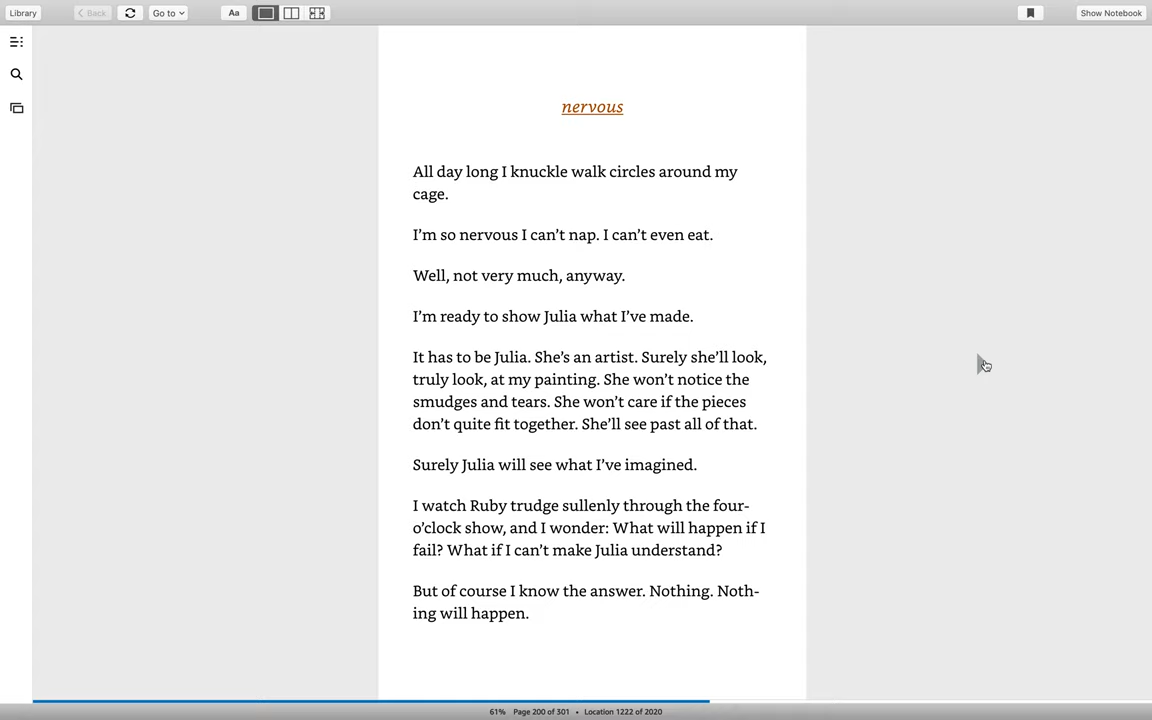 Library
Back
Go to
Aa
Show Notebook
nervous
All day long I knuckle walk circles around my
cage.
I'm so nervous I can't nap. I can't even eat.
Well, not very much, anyway.
I'm ready to show Julia what I've made.
It has to be Julia. She's an artist. Surely she'll look,
truly look, at my painting. She won't notice the
smudges and tears. She won't care if the pieces
don't quite fit together. She'll see past all of that.
Surely Julia will see what I've imagined.
I watch Ruby trudge sullenly through the four-
o'clock show, and I wonder: What will happen if I
fail? What if I can't make Julia understand?
But of course I know the answer. Nothing. Noth-
ing will happen.
61% Page 200 of 301 • Location 1222 of 2020